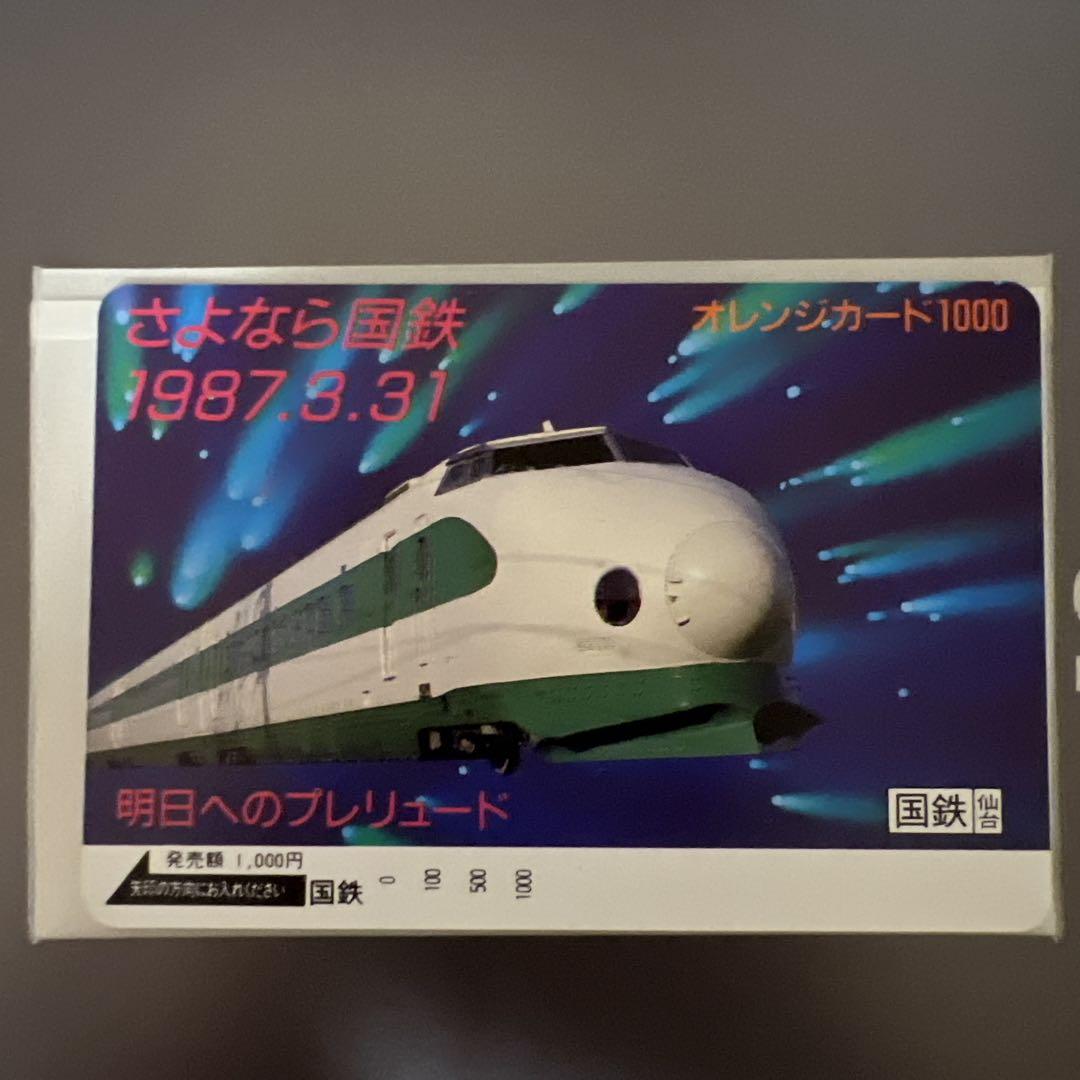 さよなら国鉄
1987.3.31
オレンジカード1000
明日へのプレリュード
国鉄 仙台
発売額 1,000円
矢印の方向にお入れください
国鉄
0 100 500 1000